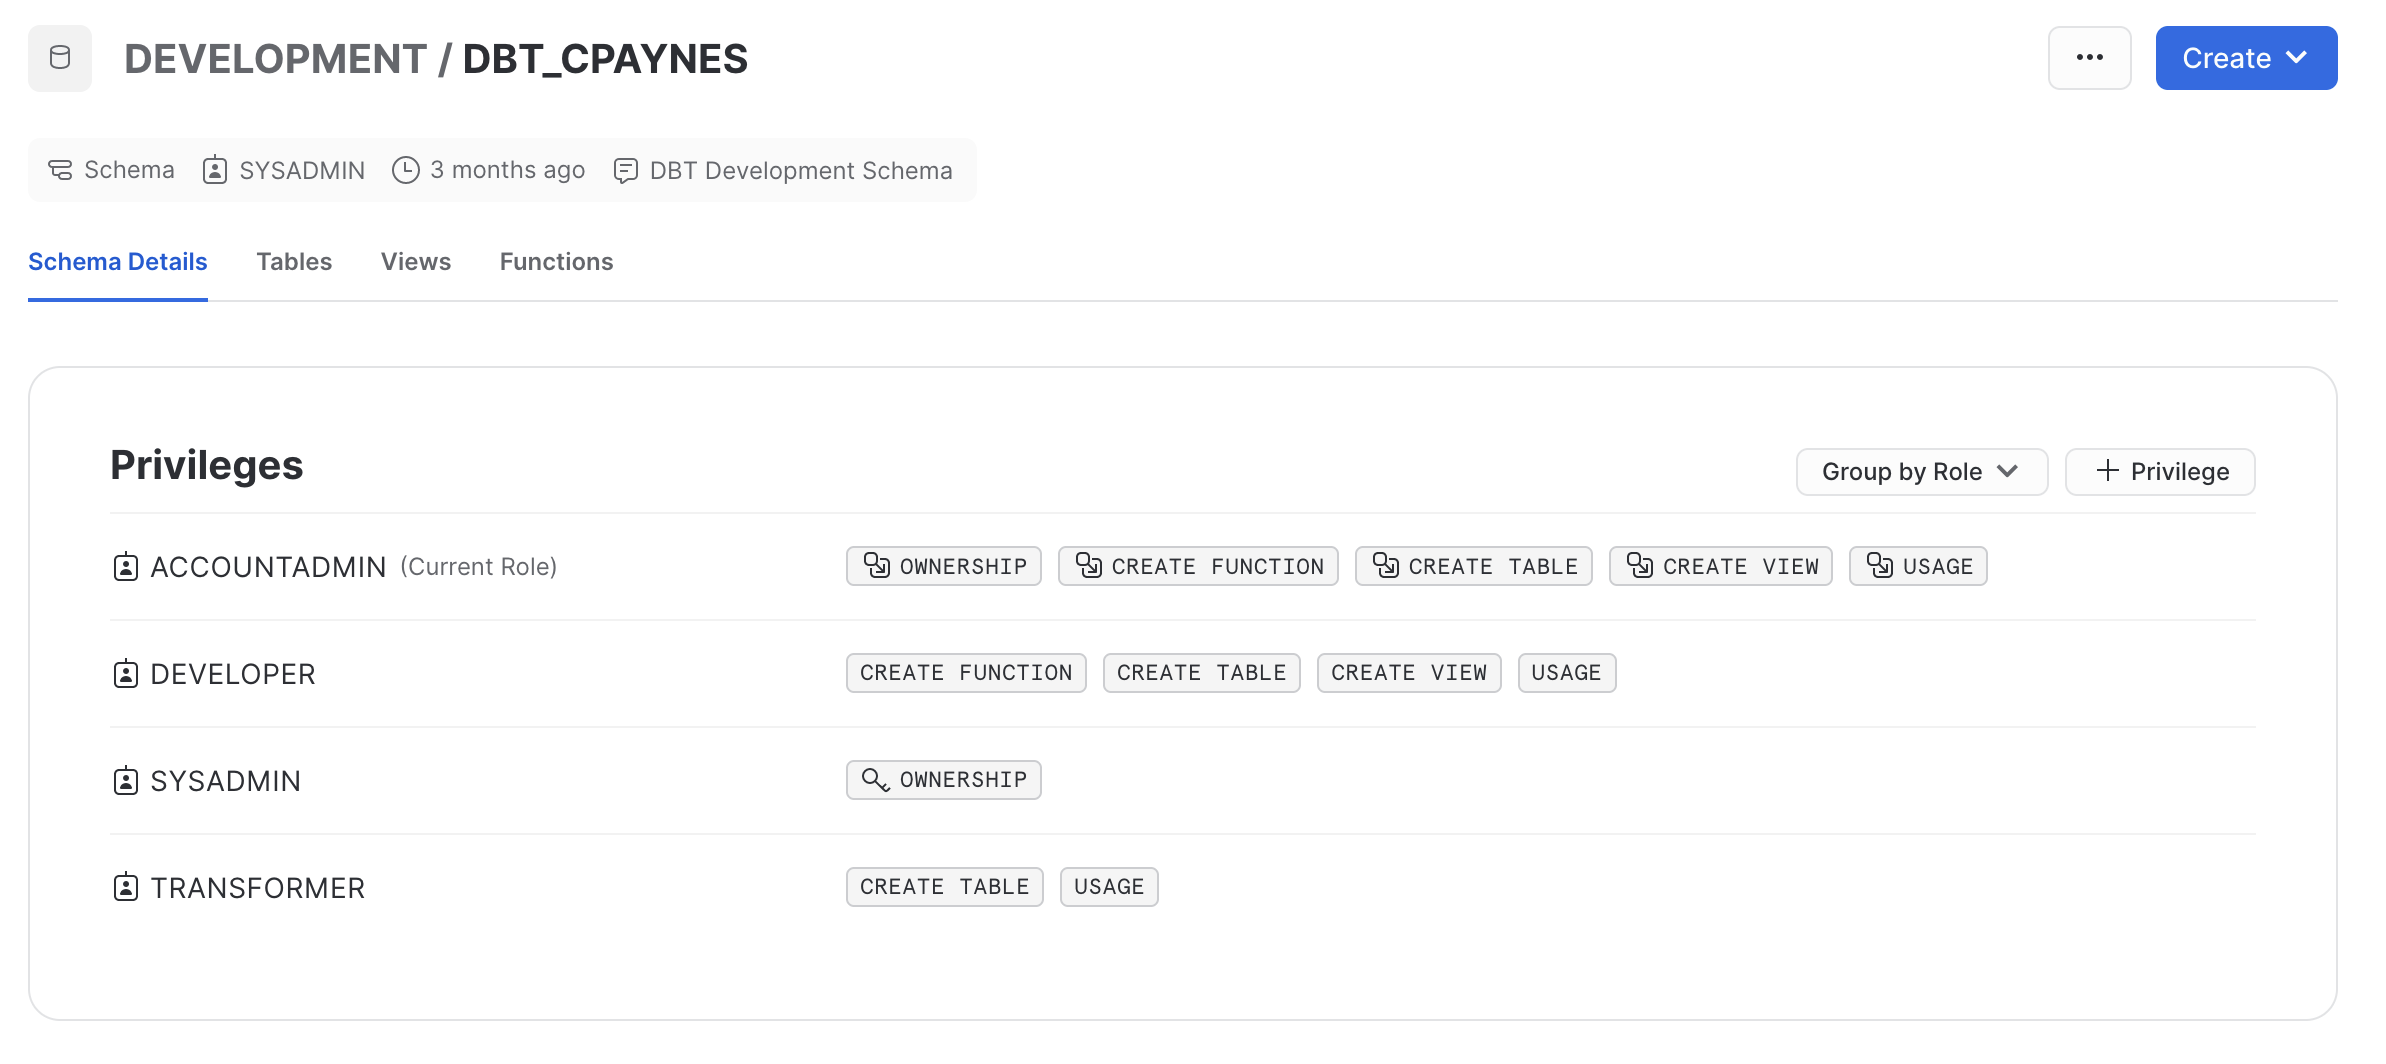 DEVELOPMENT / DBT_CPAYNES
Create
Schema SYSADMIN 3 months ago DBT Development Schema
Schema Details Tables Views Functions
Privileges
Group by Role Privilege
ACCOUNTADMIN (Current Role) OWNERSHIP CREATE FUNCTION CREATE TABLE CREATE VIEW USAGE
DEVELOPER CREATE FUNCTION CREATE TABLE CREATE VIEW USAGE
SYSADMIN OWNERSHIP
TRANSFORMER CREATE TABLE USAGE